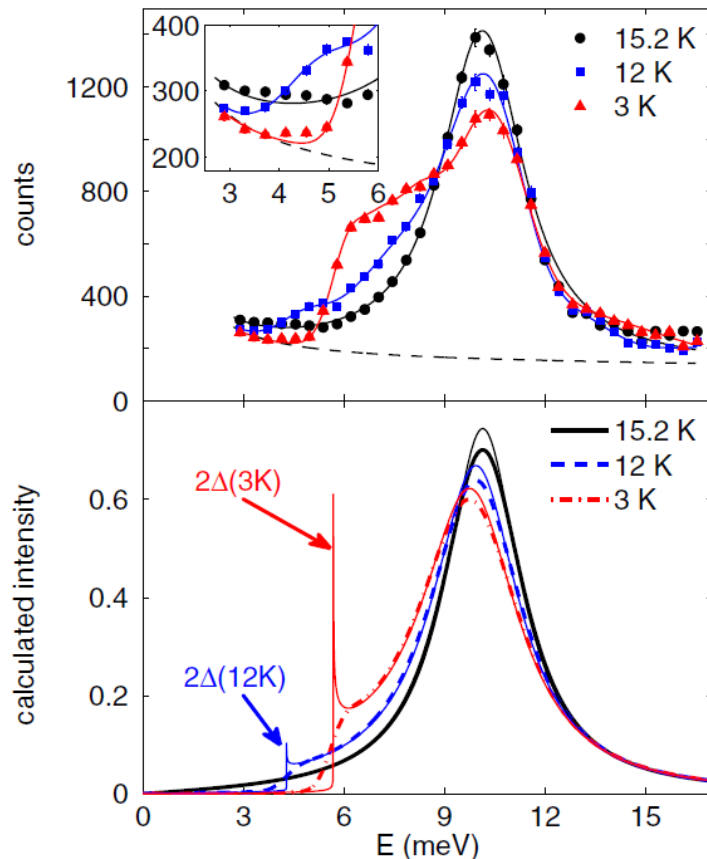 400
300
200
3 4 5 6
15.2 K
12 K
3 K
1200
800
400
0
counts
15.2 K
12 K
3 K
2Δ(3K)
2Δ(12K)
0.6
0.4
0.2
0
calculated intensity
0 3 6 9 12 15
E (meV)